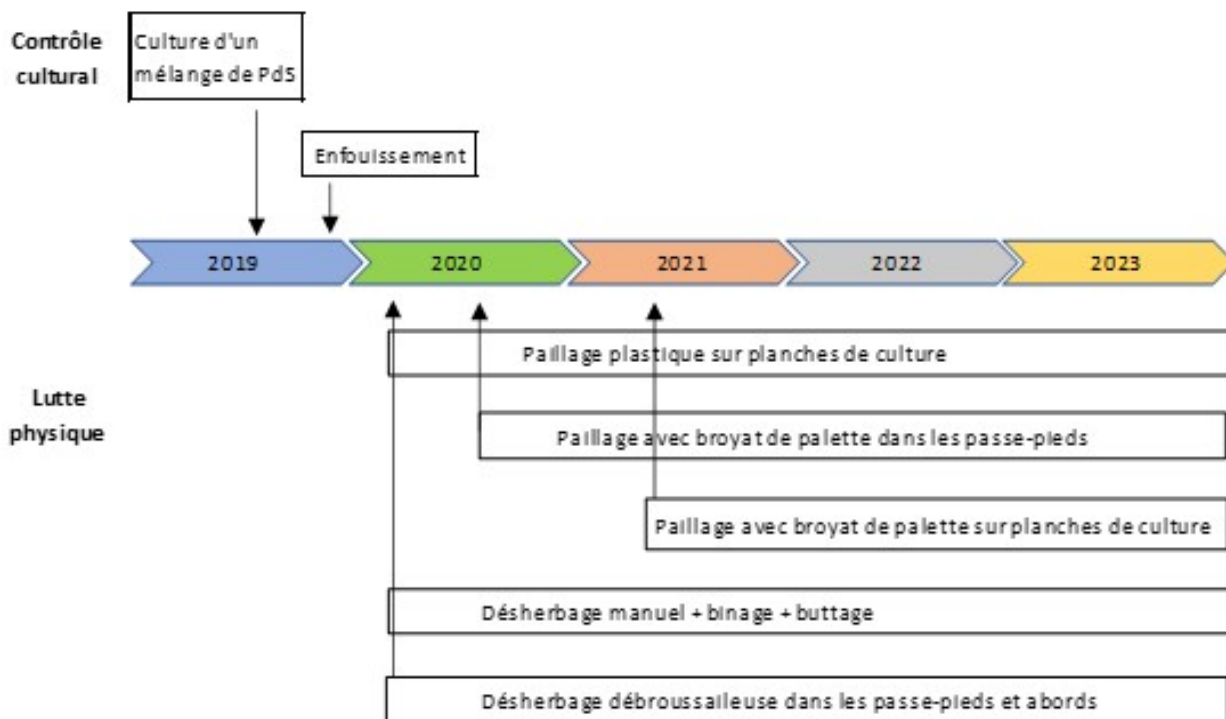 Contrôle
cultural
Culture d'un
mélange de PdS
Enfouissement
2019 2020 2021 2022 2023
Paillage plastique sur planches de culture
Lutte
physique
Paillage avec broyat de palette dans les passe-pieds
Paillage avec broyat de palette sur planches de culture
Désherbage manuel + binage + buttage
Désherbage débroussailleuse dans les passe-pieds et abords